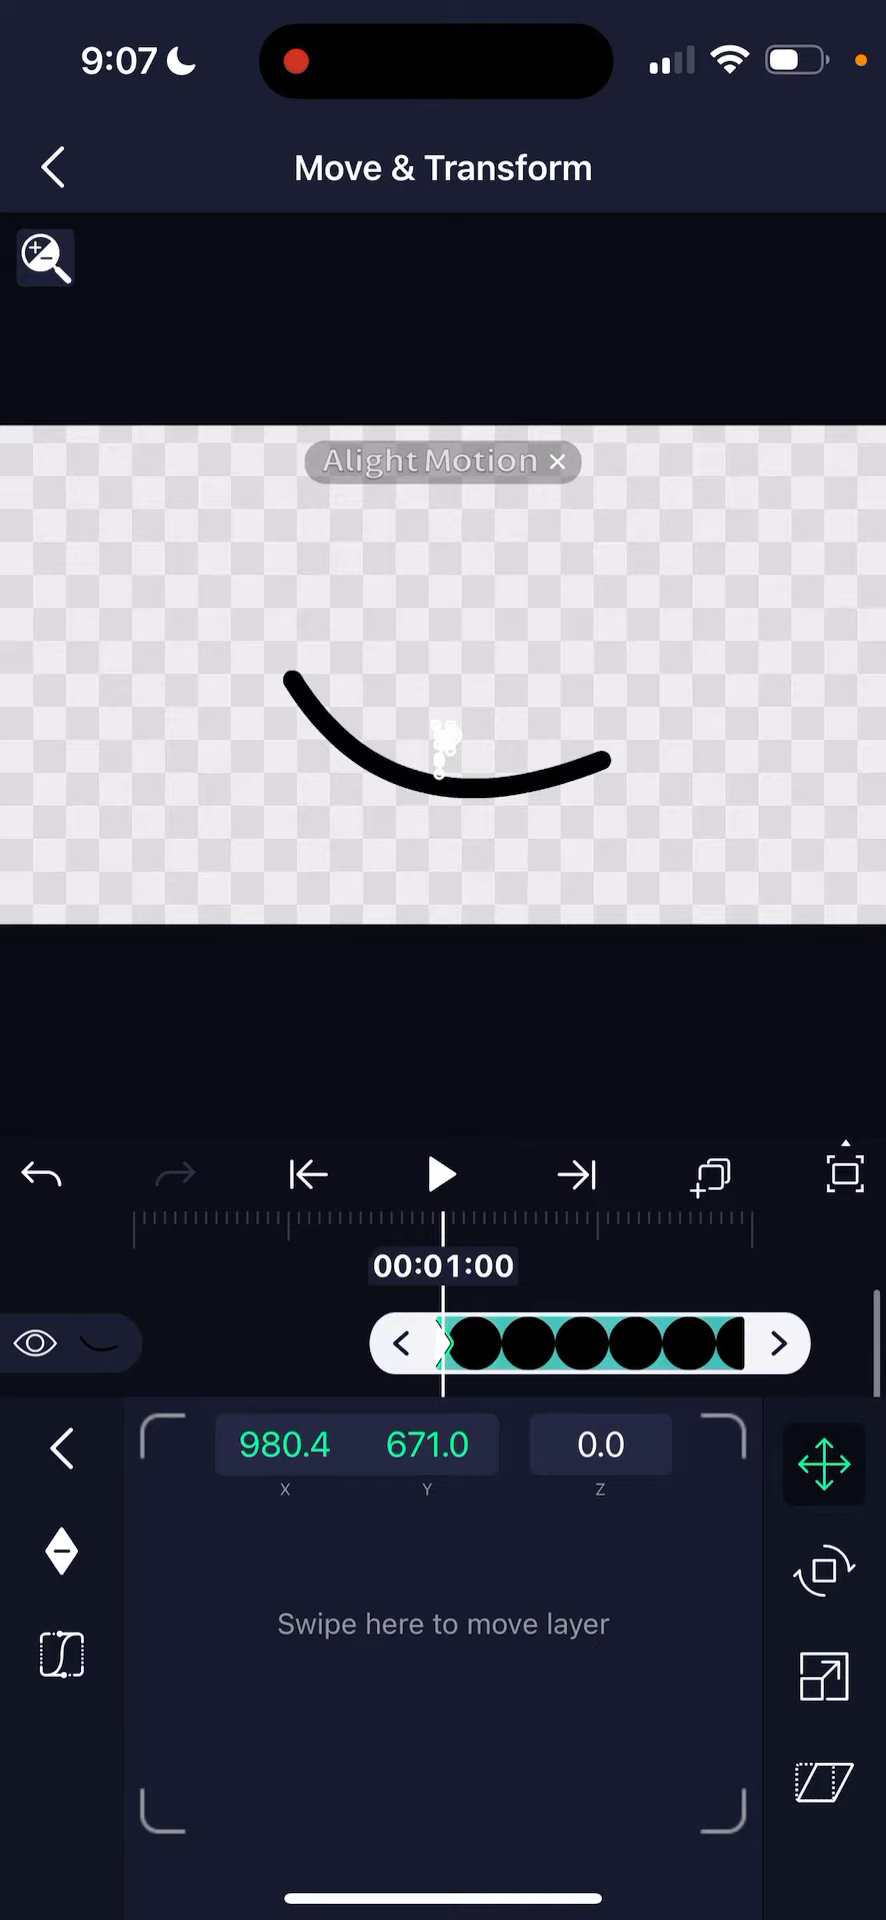 9:07
Move & Transform
Alight Motion ×
00:01:00
980.4 671.0 0.0
X Y Z
Swipe here to move layer